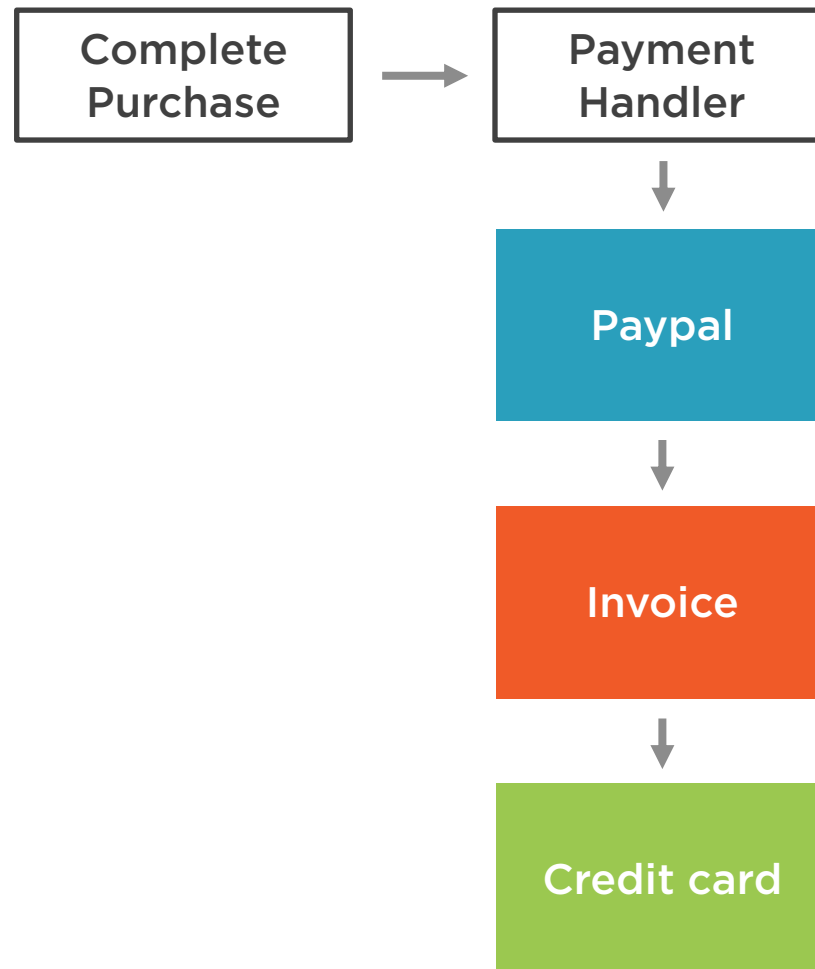 Complete
Purchase
Payment
Handler
Paypal
Invoice
Credit card